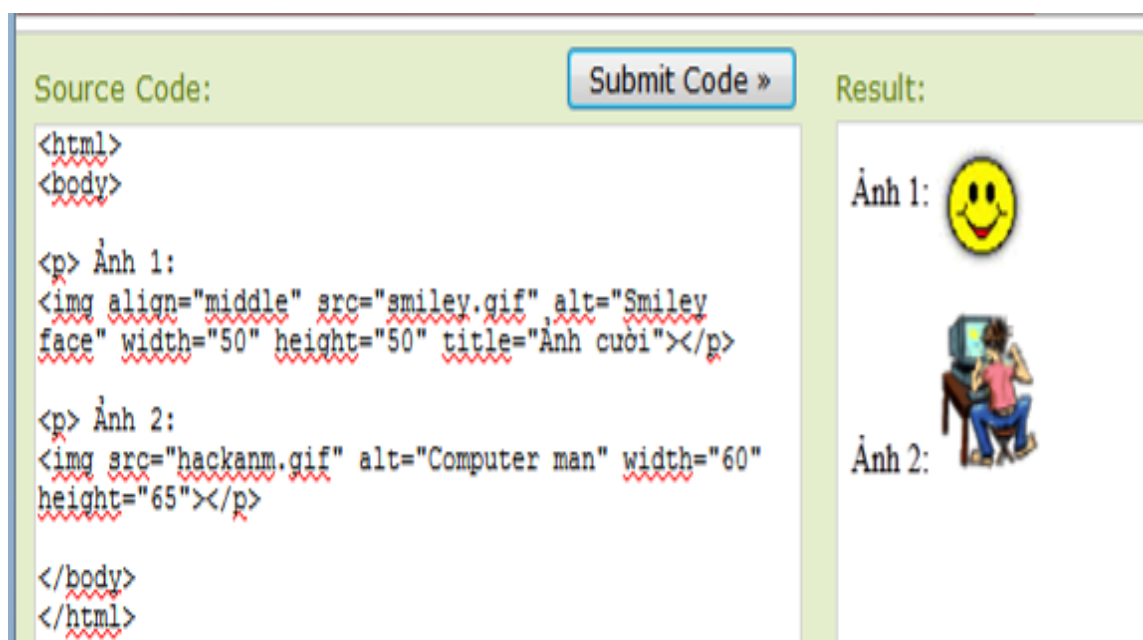 Source Code:
Submit Code »
Result:
<html>
<body>
<p> Ảnh 1:
<img align="middle" src="smiley.gif" alt="Smiley
face" width="50" height="50" title="Ảnh cười"></p>
<p> Ảnh 2:
<img src="hackanm.gif" alt="Computer man" width="60"
height="65"></p>
</body>
</html>
Ảnh 1:
Ảnh 2: